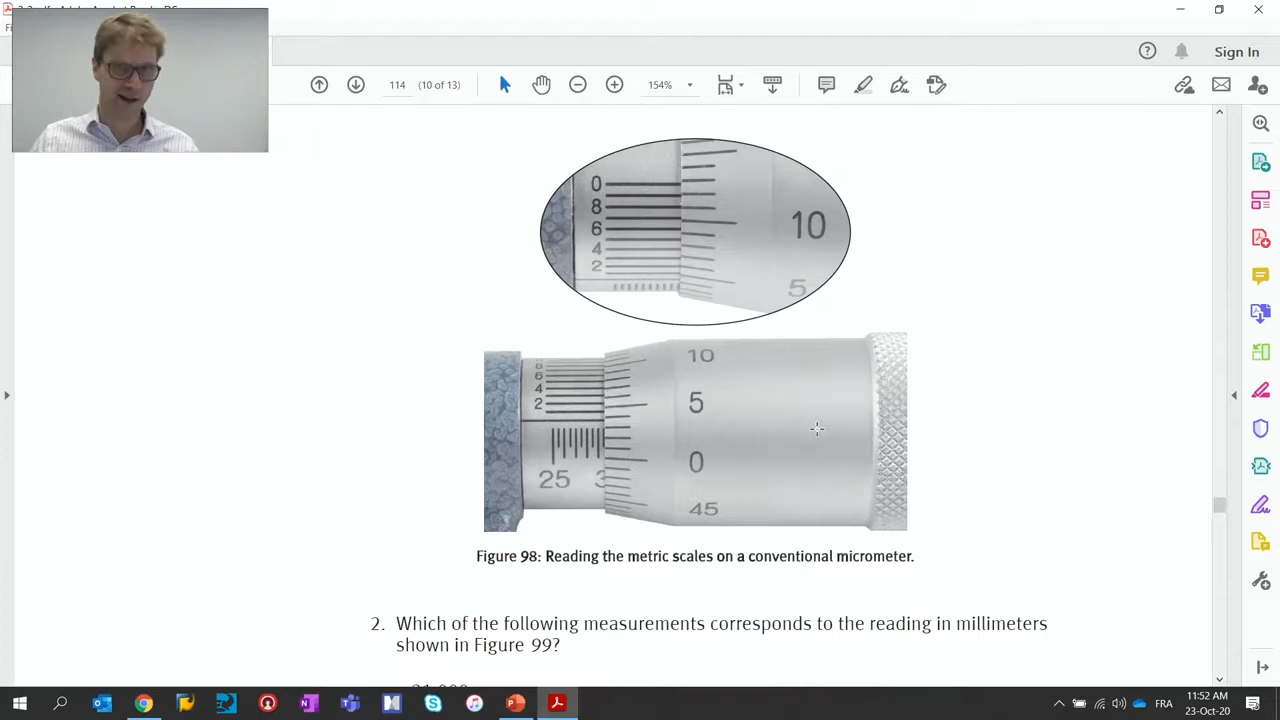 Sign In
114 (10 of 13)
154%
0
8
6
4
2
10
5
8
6
4
2
25
3
10
5
0
45
Figure 98: Reading the metric scales on a conventional micrometer.
2. Which of the following measurements corresponds to the reading in millimeters
shown in Figure 99?
FRA
11:52 AM
23-Oct-20